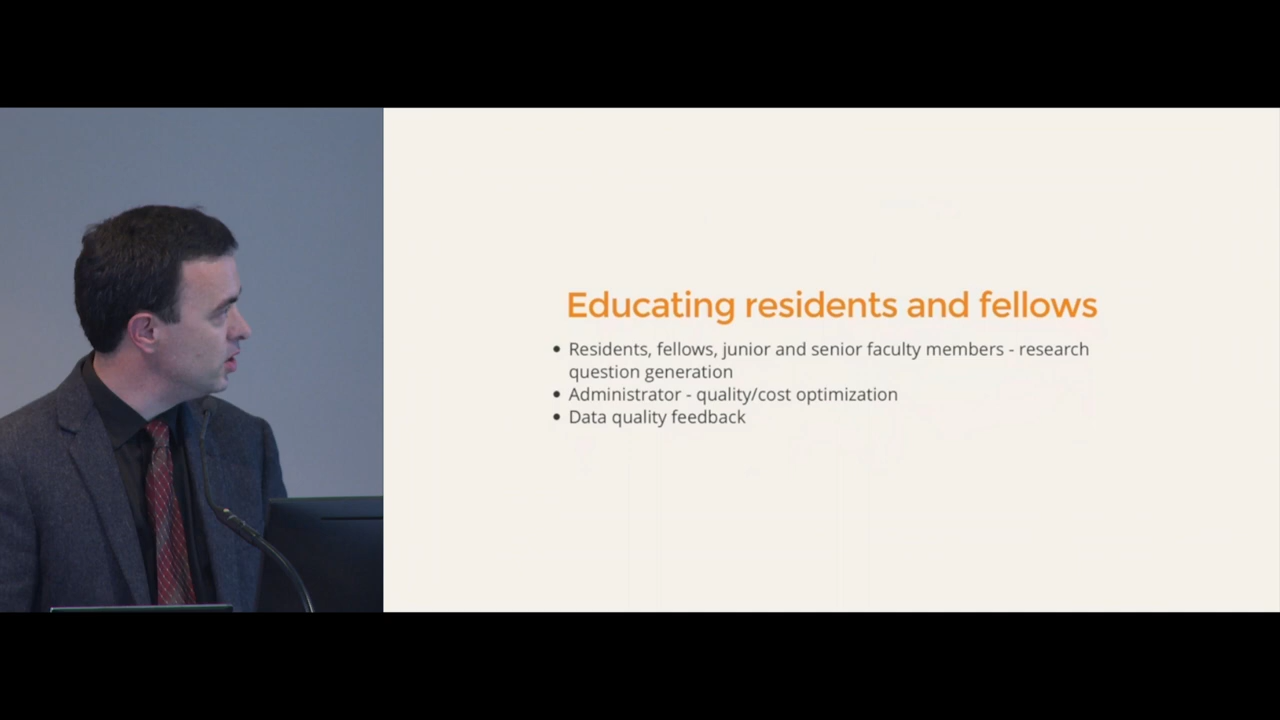 Educating residents and fellows
• Residents, fellows, junior and senior faculty members - research
question generation
• Administrator - quality/cost optimization
• Data quality feedback